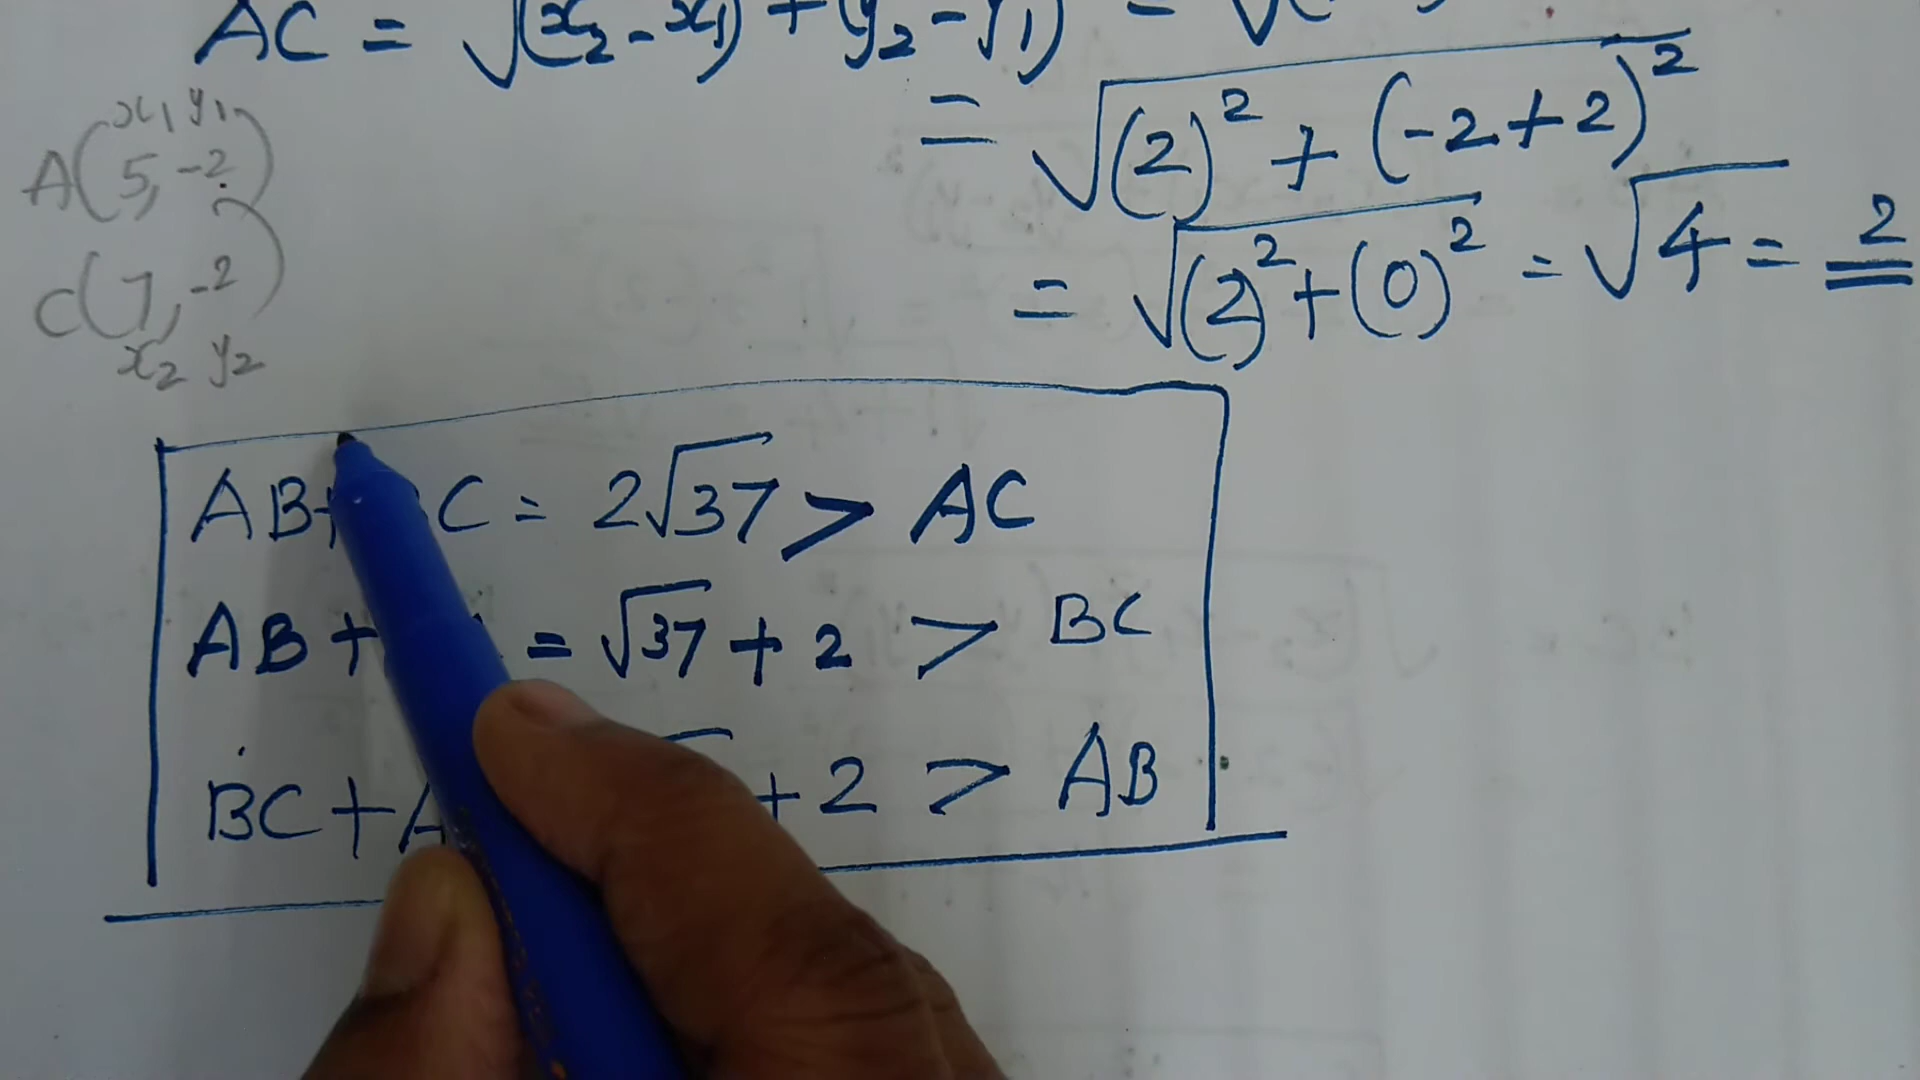 AC = √(x₂-x₁) + (y₂-y₁) = √(
= √(2)² + (-2+2)²
x₁ y₁
A(5,-2)
= √(2)² + (0)² = √4 = 2
C(7,-2)
x₂ y₂
AB+ C = 2√37 > AC
AB + = √37 + 2 > BC
BC + A + 2 > AB